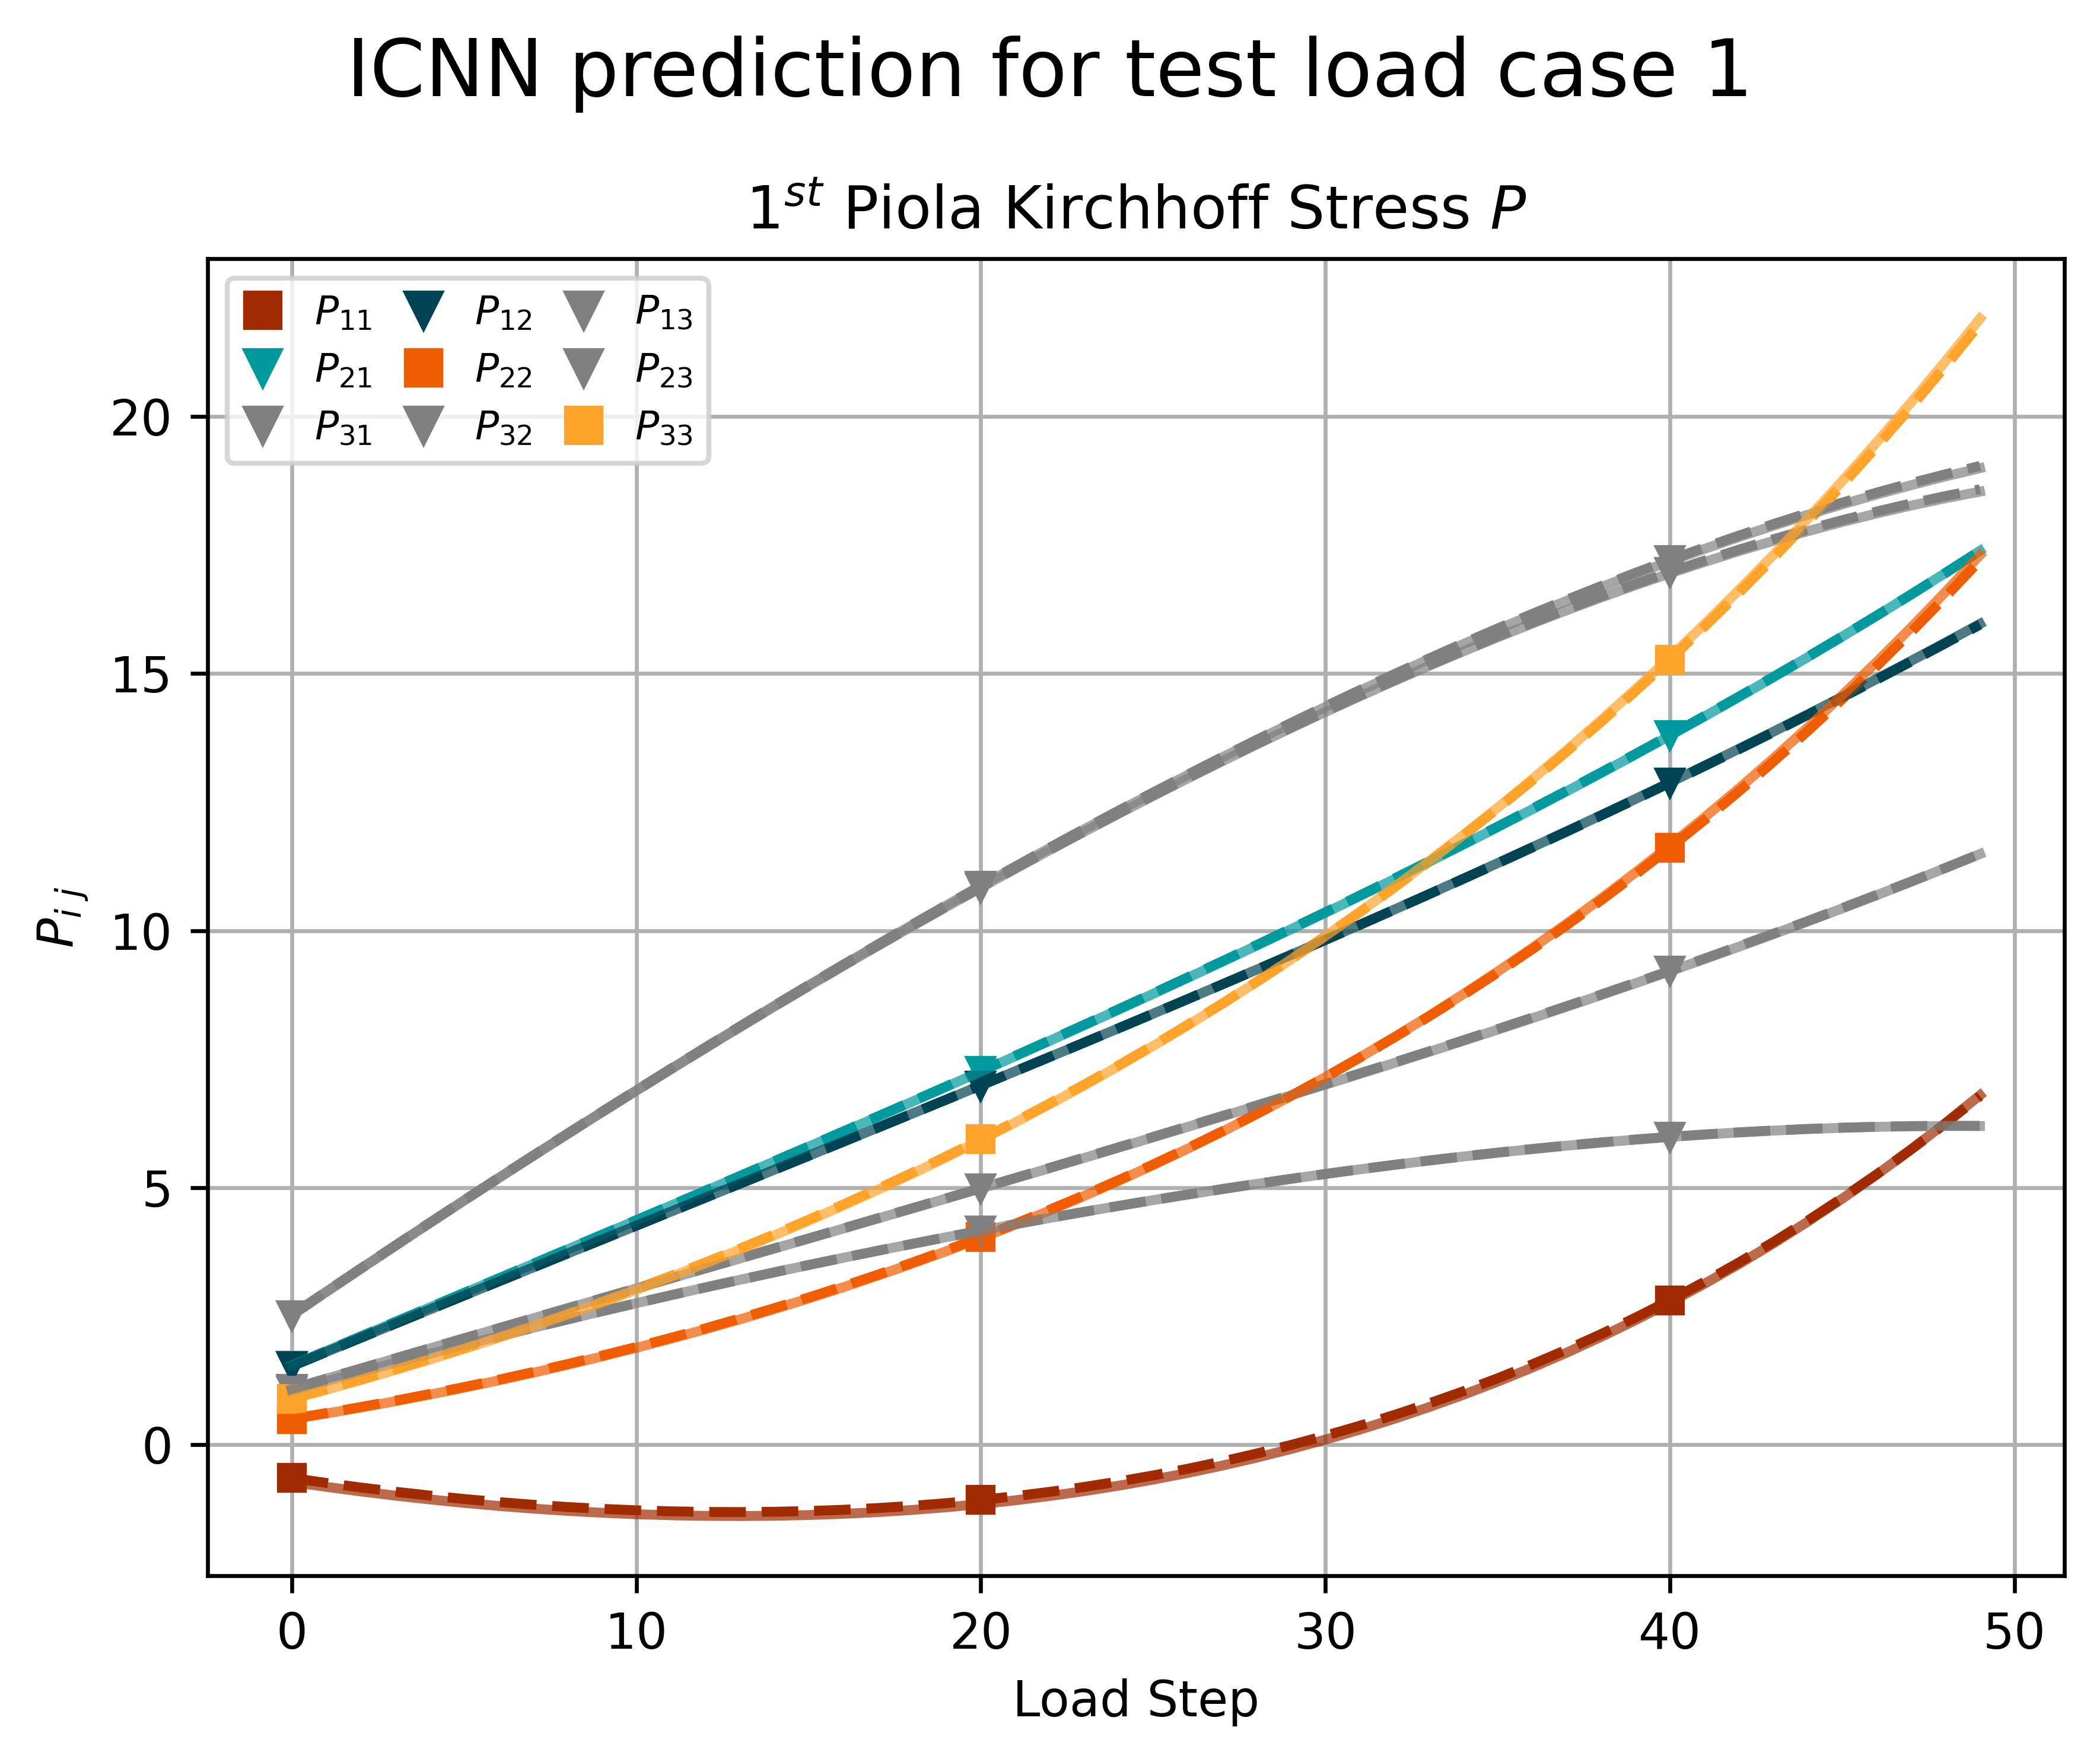 ICNN prediction for test load case 1
1st Piola Kirchhoff Stress P
P11 P12 P13
P21 P22 P23
P31 P32 P33
20
15
10
5
0
Pi j
0 10 20 30 40 50
Load Step